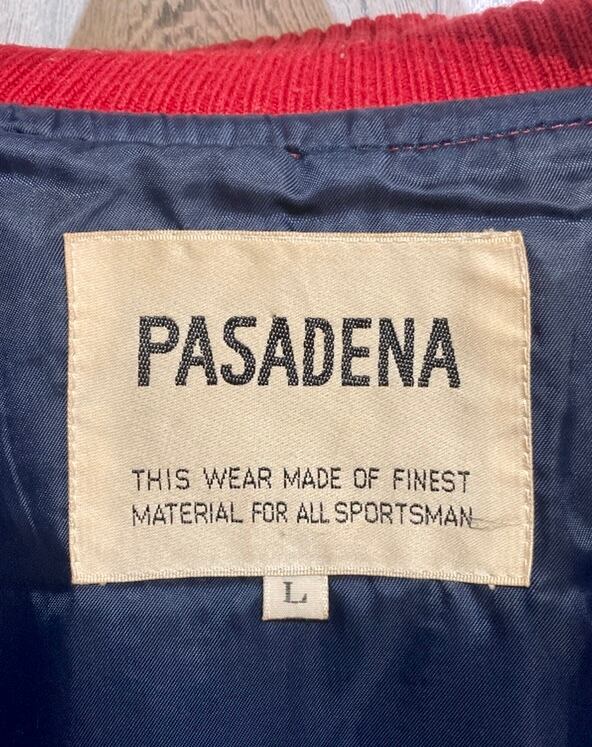 PASADENA
THIS WEAR MADE OF FINEST
MATERIAL FOR ALL SPORTSMAN
L